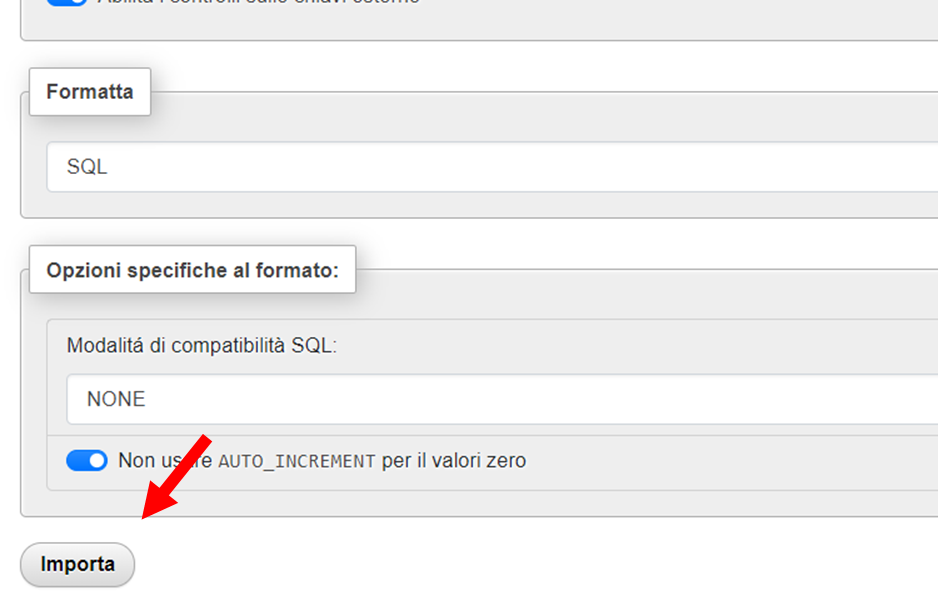 Abilita i controlli sulle chiavi esterne
Formatta
SQL
Opzioni specifiche al formato:
Modalitá di compatibilità SQL:
NONE
Non usare AUTO_INCREMENT per il valori zero
Importa